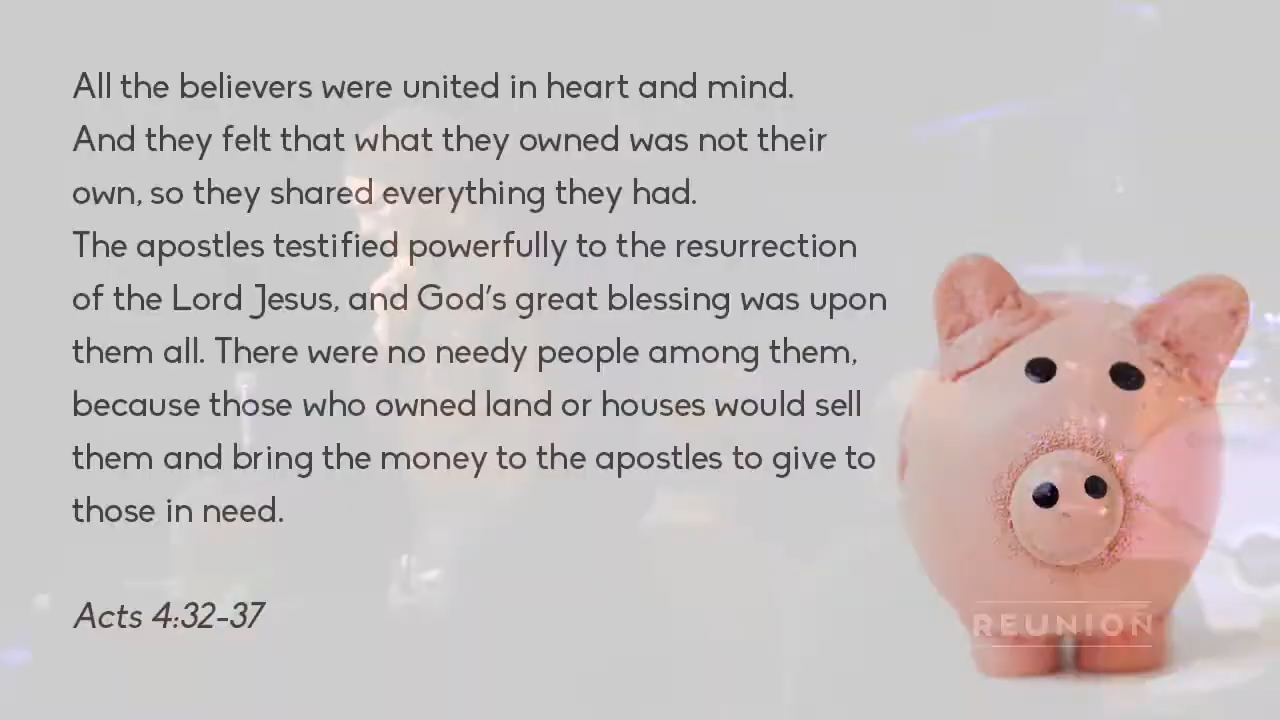 All the believers were united in heart and mind.
And they felt that what they owned was not their
own, so they shared everything they had.
The apostles testified powerfully to the resurrection
of the Lord Jesus, and God's great blessing was upon
them all. There were no needy people among them,
because those who owned land or houses would sell
them and bring the money to the apostles to give to
those in need.
Acts 4:32-37
REUNION